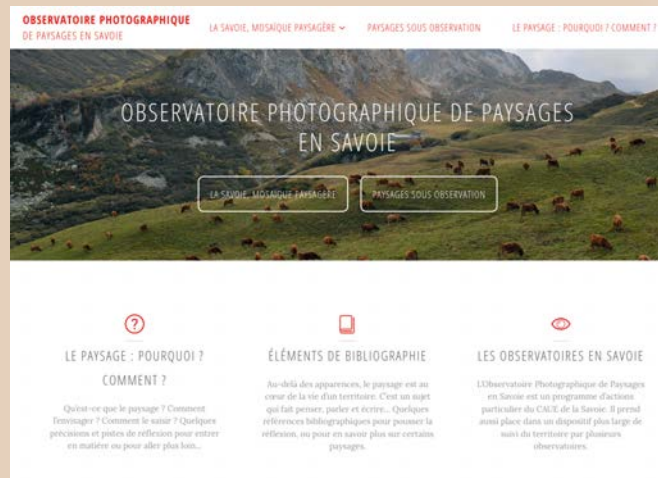 OBSERVATOIRE PHOTOGRAPHIQUE
DE PAYSAGES EN SAVOIE
LA SAVOIE, MOSAÏQUE PAYSAGÈRE
PAYSAGES SOUS OBSERVATION
LE PAYSAGE : POURQUOI ? COMMENT ?
OBSERVATOIRE PHOTOGRAPHIQUE DE PAYSAGES
EN SAVOIE
LA SAVOIE, MOSAÏQUE PAYSAGÈRE
PAYSAGES SOUS OBSERVATION
LE PAYSAGE : POURQUOI ?
COMMENT ?
Qu'est-ce que le paysage ? Comment
l'envisager ? Comment le saisir ? Quelques
précisions et pistes de réflexion pour entrer
en matière ou pour aller plus loin...
ÉLÉMENTS DE BIBLIOGRAPHIE
Au-delà des apparences, le paysage est au
cœur de la vie d'un territoire. C'est un sujet
qui fait penser, parler et écrire... Quelques
références bibliographiques pour pousser la
réflexion, ou pour en savoir plus sur certains
paysages.
LES OBSERVATOIRES EN SAVOIE
L'Observatoire Photographique de Paysages
en Savoie est un programme d'actions
particulier du CAUE de la Savoie. Il prend
aussi place dans un dispositif plus large de
suivi du territoire par plusieurs
observatoires.